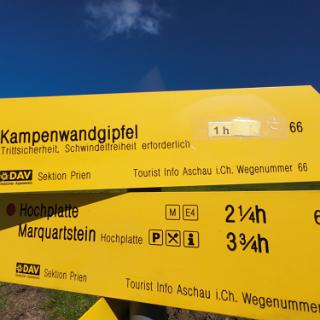 Kampenwandgipfel 1 h 66
Trittsicherheit, Schwindelfreiheit erforderlich
DAV Sektion Prien Tourist Info Aschau i.Ch. Wegenummer 66
Hochplatte M E4 2¼h 6
Marquartstein Hochplatte P i 3¾h
DAV Sektion Prien Tourist Info Aschau i.Ch. Wegenummer